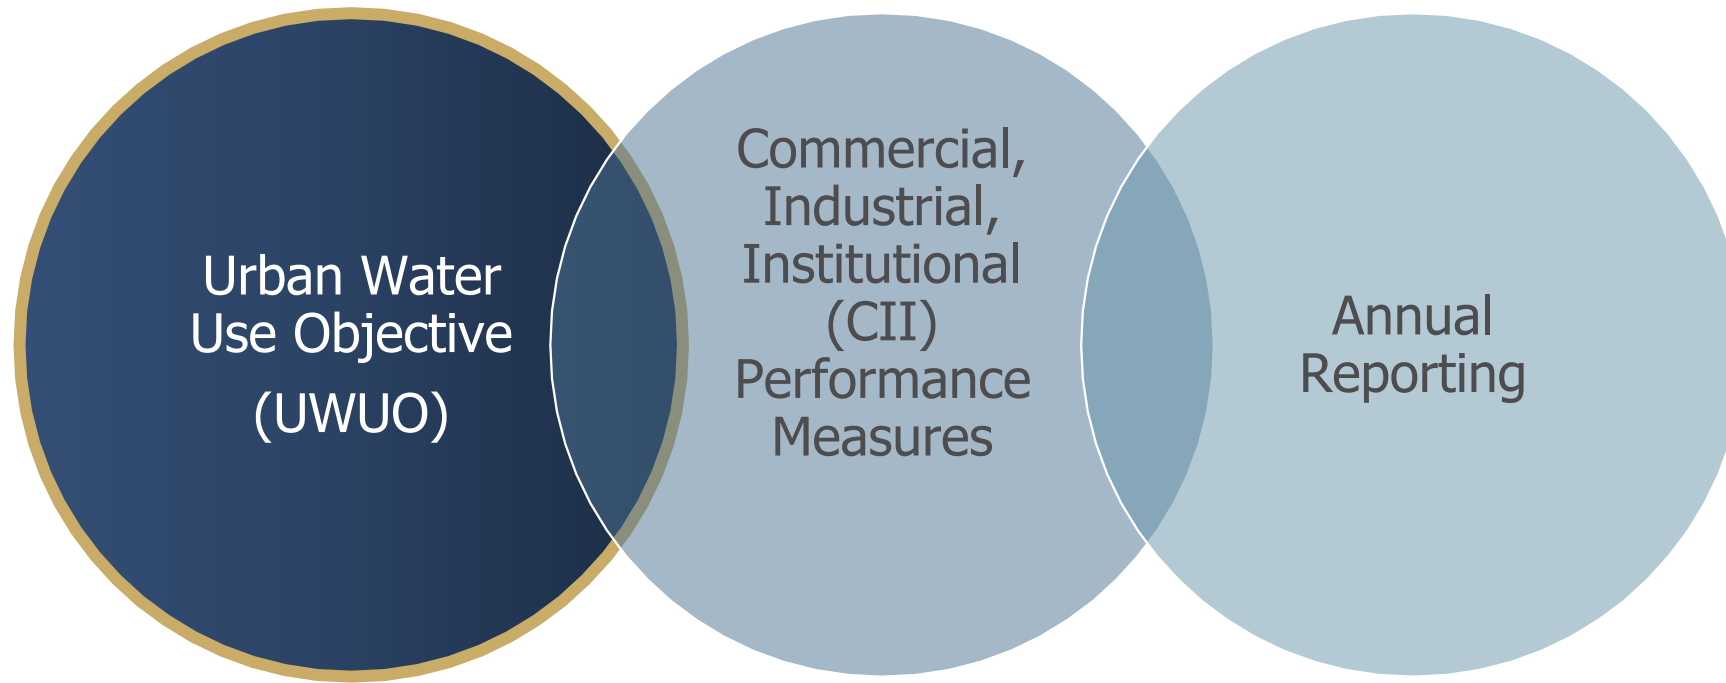 Urban Water
Use Objective
(UWUO)
Commercial,
Industrial,
Institutional
(CII)
Performance
Measures
Annual
Reporting